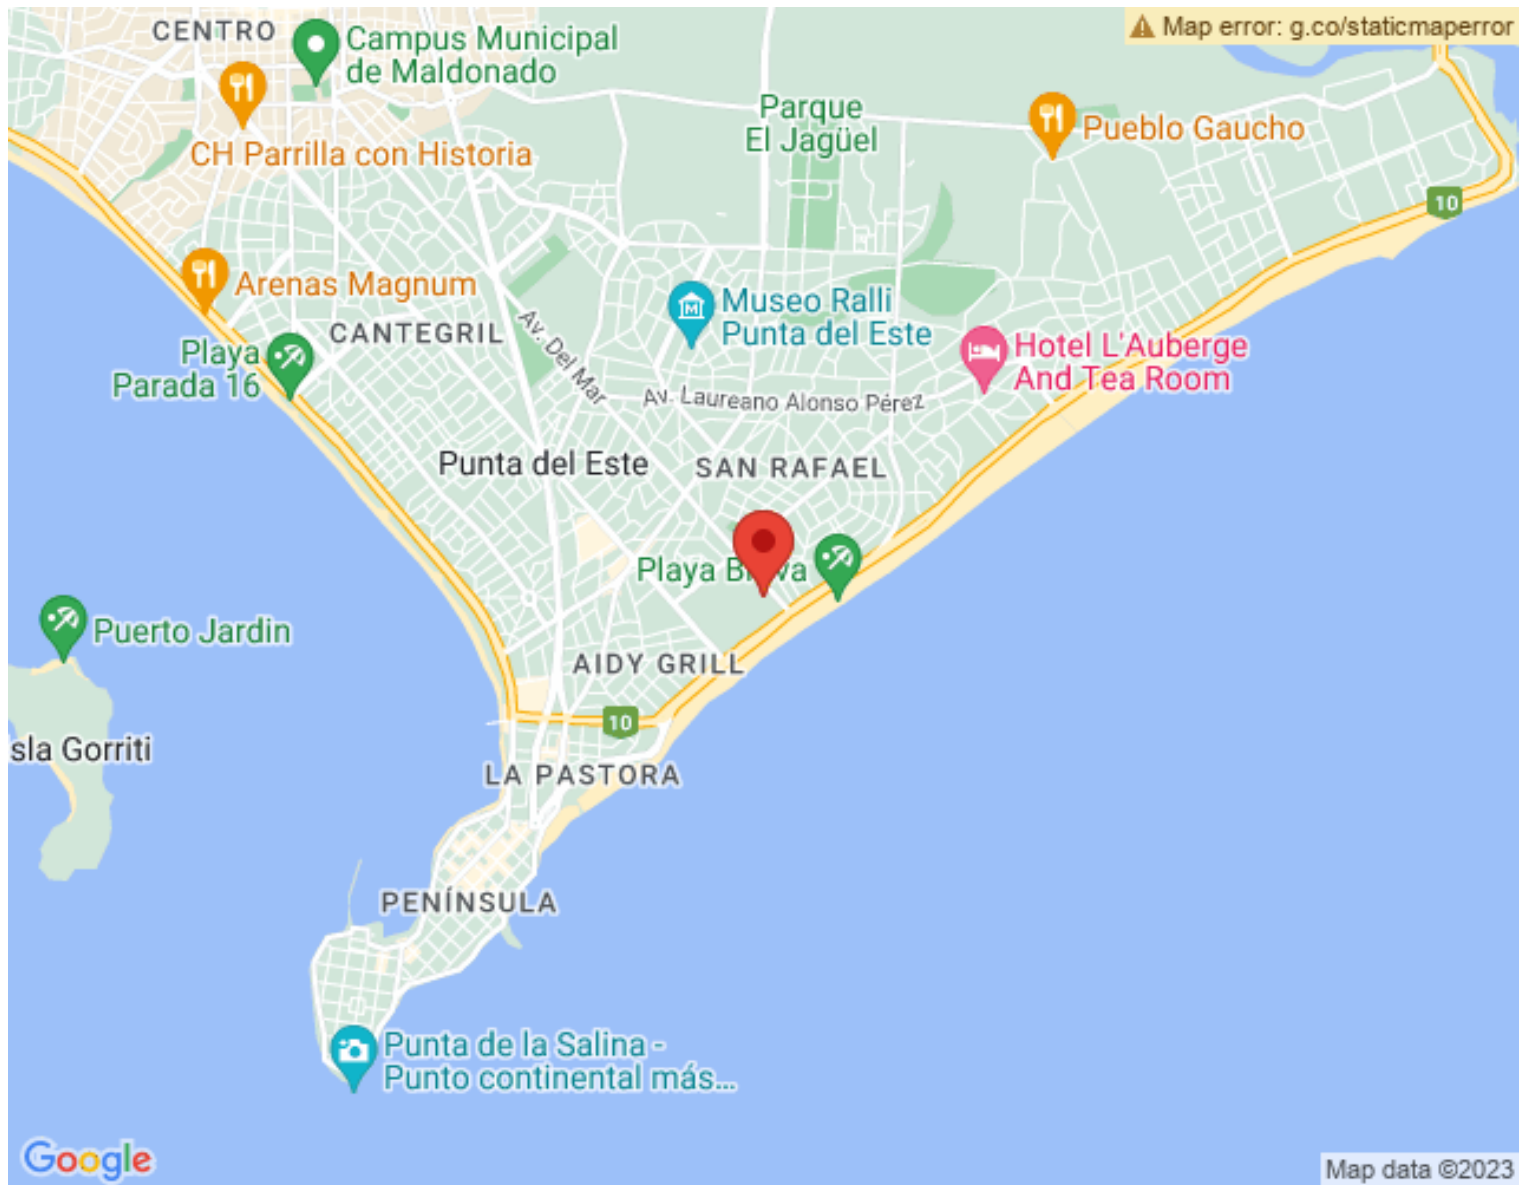 CENTRO
Campus Municipal
de Maldonado
Map error: g.co/staticmaperror
CH Parrilla con Historia
Parque
El Jagüel
Pueblo Gaucho
10
Arenas Magnum
Museo Ralli
Punta del Este
CANTEGRIL
Av. Del Mar
Playa
Parada 16
Hotel L'Auberge
And Tea Room
Av. Laureano Alonso Pérez
Punta del Este
SAN RAFAEL
Playa
Puerto Jardin
AIDY GRILL
10
sla Gorriti
LA PASTORA
PENÍNSULA
Punta de la Salina -
Punto continental más...
Google
Map data ©2023